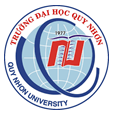 TRƯỜNG ĐẠI HỌC QUY NHƠN
1977
QUY NHON UNIVERSITY